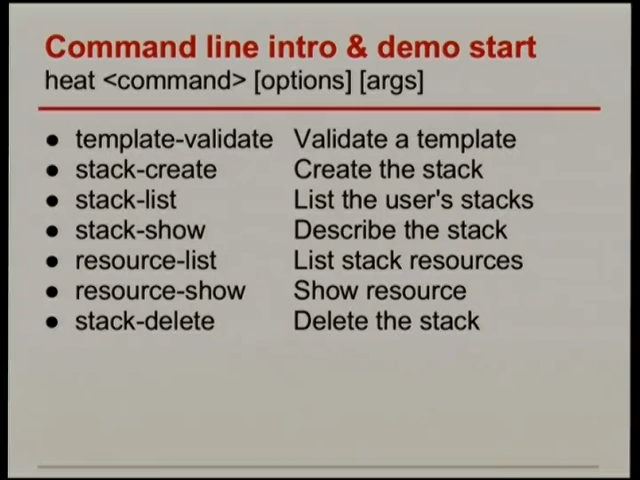 Command line intro & demo start
heat <command> [options] [args]
● template-validate Validate a template
● stack-create Create the stack
● stack-list List the user's stacks
● stack-show Describe the stack
● resource-list List stack resources
● resource-show Show resource
● stack-delete Delete the stack